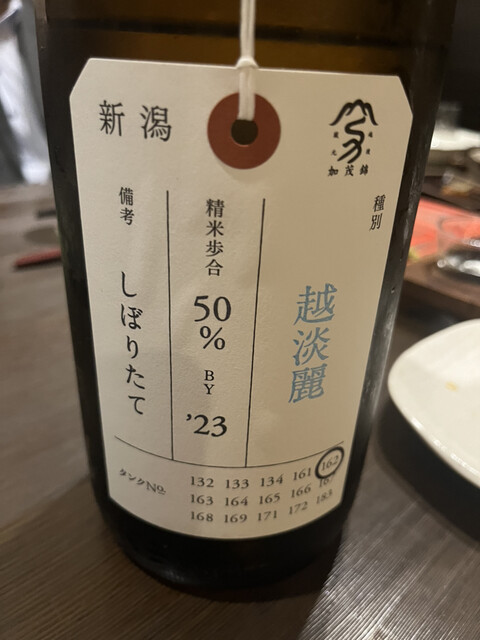 新潟
加茂錦
種別
越淡麗
精米歩合
50
%
BY
'23
備考
しぼりたて
タンクNo.
132 133 134 161 162
163 164 165 166 167
168 169 171 172 183